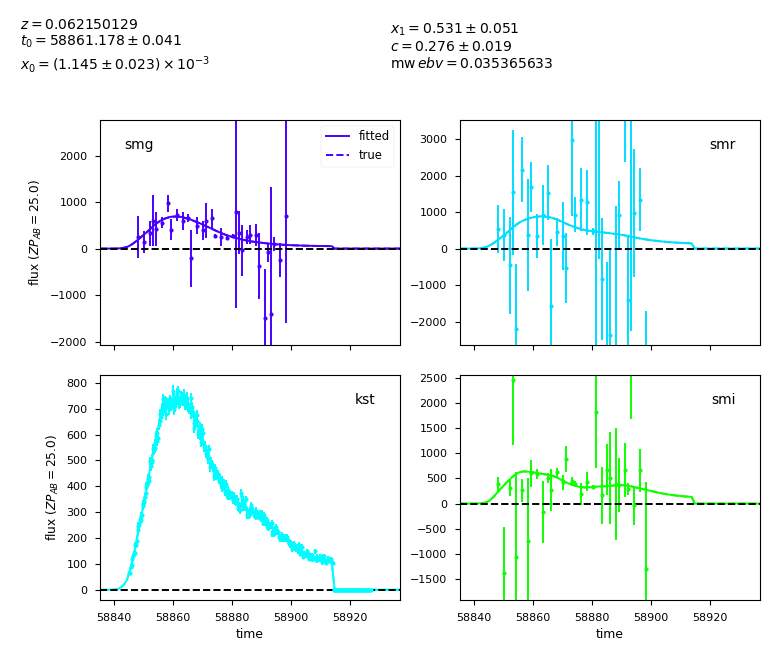 z = 0.062150129
t₀ = 58861.178 ± 0.041
x₀ = (1.145 ± 0.023) × 10⁻³
x₁ = 0.531 ± 0.051
c = 0.276 ± 0.019
mw ebv = 0.035365633
smg
fitted
true
2000
1000
0
−1000
−2000
flux (ZP_AB = 25.0)
smr
3000
2000
1000
0
−1000
−2000
kst
800
700
600
500
400
300
200
100
0
flux (ZP_AB = 25.0)
58840 58860 58880 58900 58920
time
smi
2500
2000
1500
1000
500
0
−500
−1000
−1500
58840 58860 58880 58900 58920
time